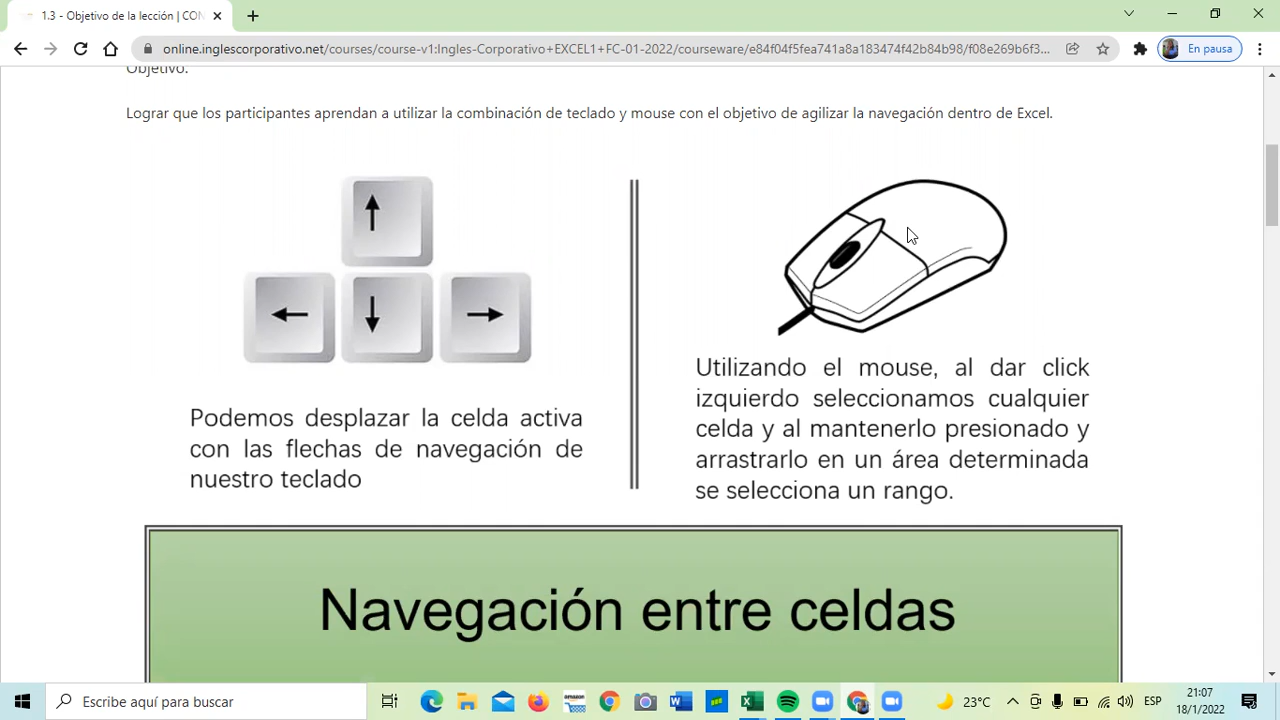 1.3 - Objetivo de la lección | CON
online.inglescorporativo.net/courses/course-v1:Ingles-Corporativo+EXCEL1+FC-01-2022/courseware/e84f04f5fea741a8a183474f42b84b98/f08e269b6f3...
En pausa
Objetivo.
Lograr que los participantes aprendan a utilizar la combinación de teclado y mouse con el objetivo de agilizar la navegación dentro de Excel.
Podemos desplazar la celda activa
con las flechas de navegación de
nuestro teclado
Utilizando el mouse, al dar click
izquierdo seleccionamos cualquier
celda y al mantenerlo presionado y
arrastrarlo en un área determinada
se selecciona un rango.
Navegación entre celdas
Escribe aquí para buscar
amazon
23°C
ESP
21:07
18/1/2022